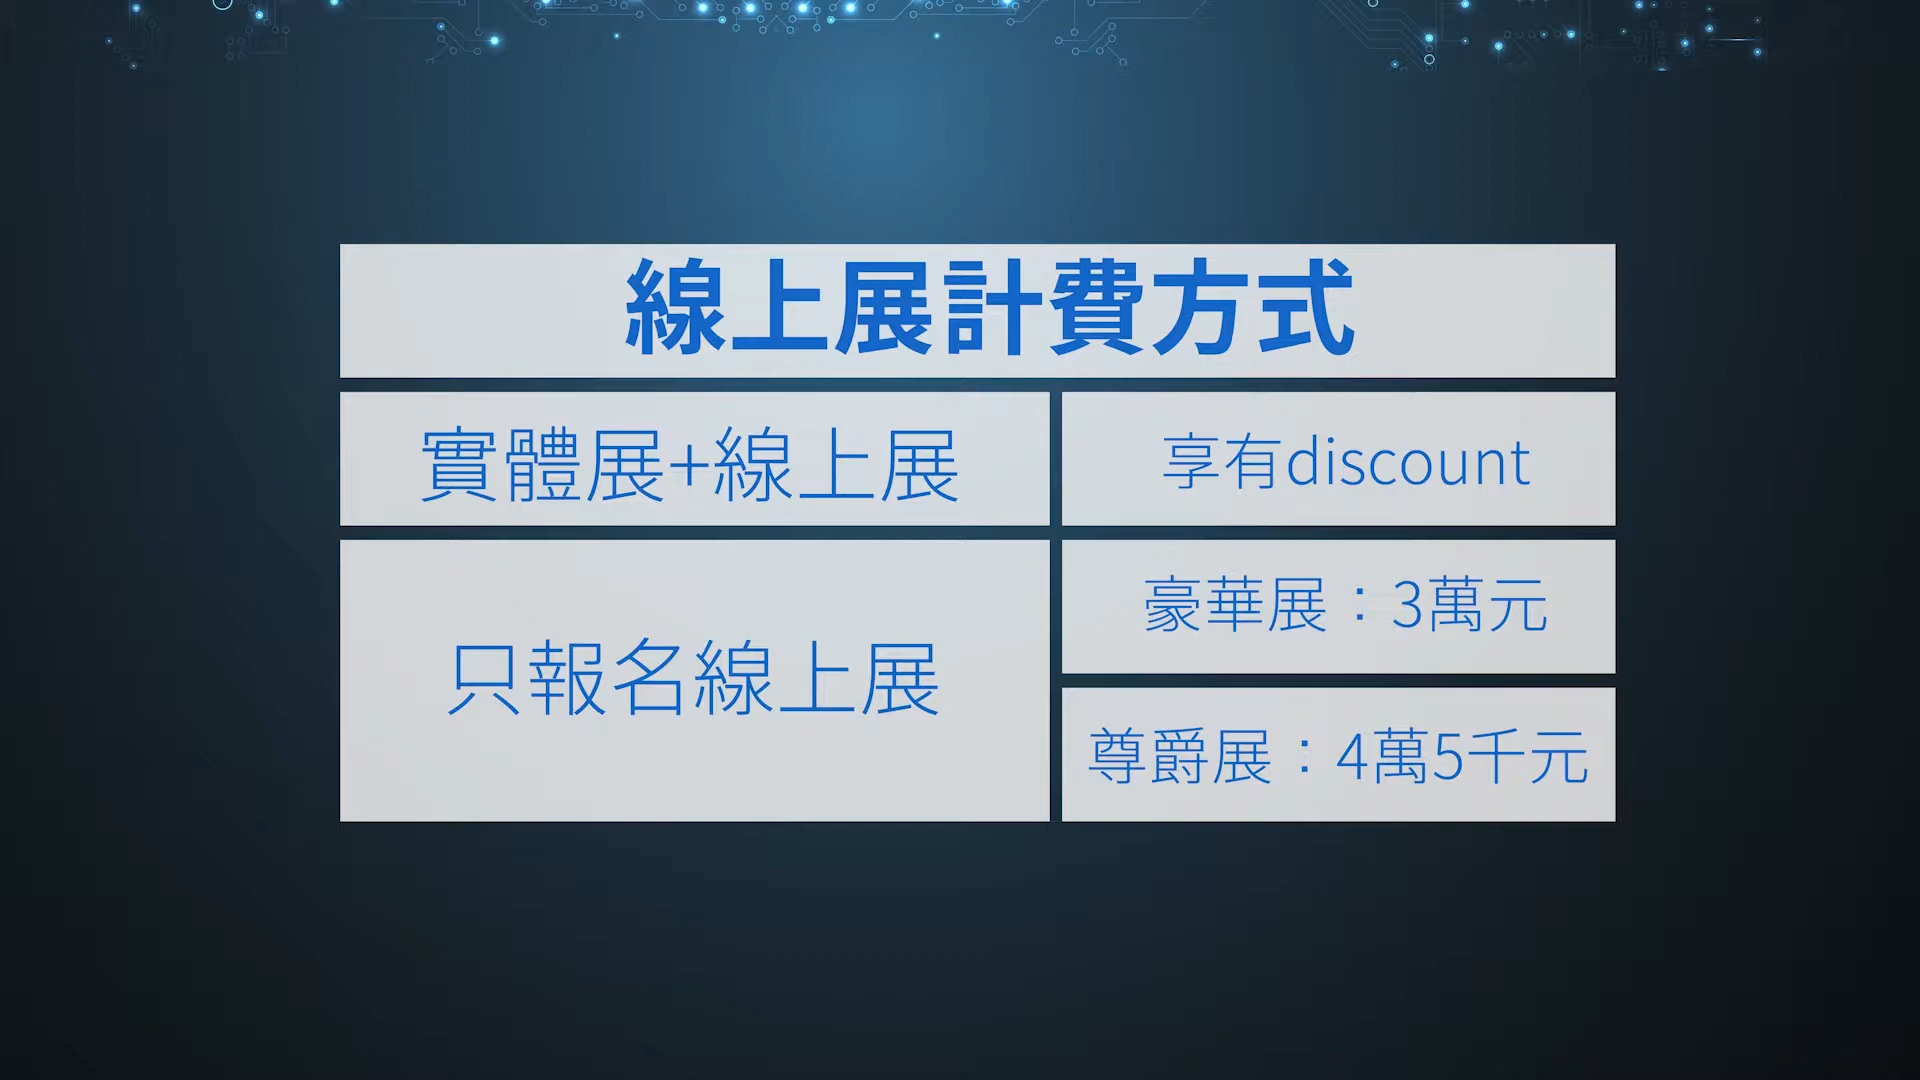 線上展計費方式
實體展+線上展
享有discount
只報名線上展
豪華展：3萬元
尊爵展：4萬5千元